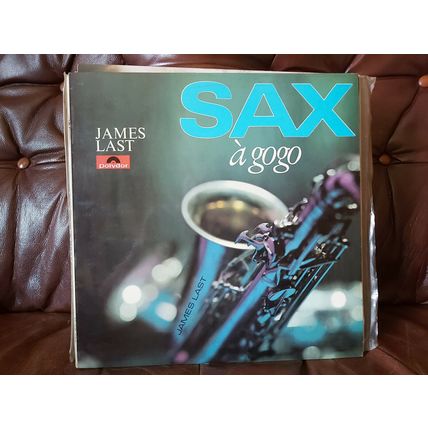 SAX
à gogo
JAMES
LAST
polydor
JAMES LAST